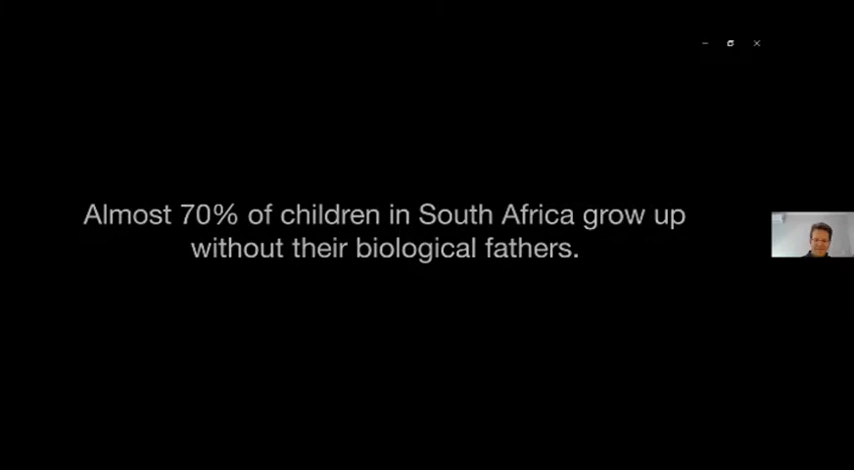 Almost 70% of children in South Africa grow up
without their biological fathers.